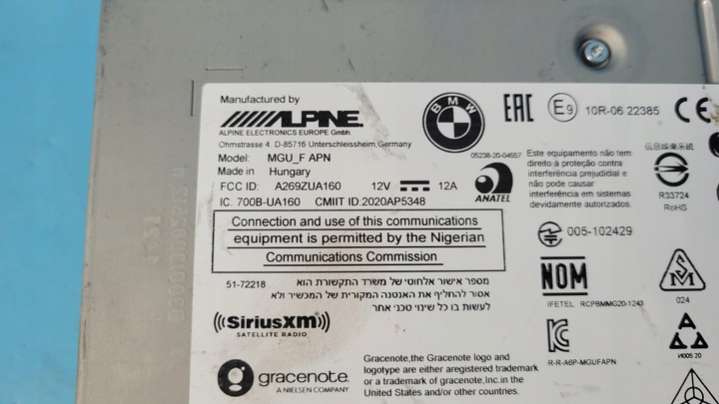 Manufactured by
ALPINE
ALPINE ELECTRONICS EUROPE Gmbh
Ohmstrasse 4 D-85716 Unterschleissheim,Germany
Model: MGU_F APN
Made in Hungary
FCC ID: A269ZUA160 12V 12A
IC. 700B-UA160 CMIIT ID:2020AP5348
Connection and use of this communications
equipment is permitted by the Nigerian
Communications Commission
51-72218
מספר אישור אלחוטי של משרד התקשורת הוא
אסור להחליף את האנטנה המקורית של המכשיר ולא
לעשות בו כל שינוי טכני אחר
SiriusXM
SATELLITE RADIO
gracenote.
A NIELSEN COMPANY
Gracenote,the Gracenote logo and
logotype are either aregistered trademark
or a trademark of gracenote,Inc.in the
United States and/or other countries.
BMW
EAC
E9
10R-06 22385
CE
05238-20-04657
ANATEL
Este equipamento não tem
direito à proteção contra
interferência prejudicial e
não pode causar
interferência em sistemas
devidamente autorizados.
R33724
RoHS
005-102429
NOM
IFETEL RCPBMMG20-1243
024
R-R-A6P-MGUFAPN
I4005 20